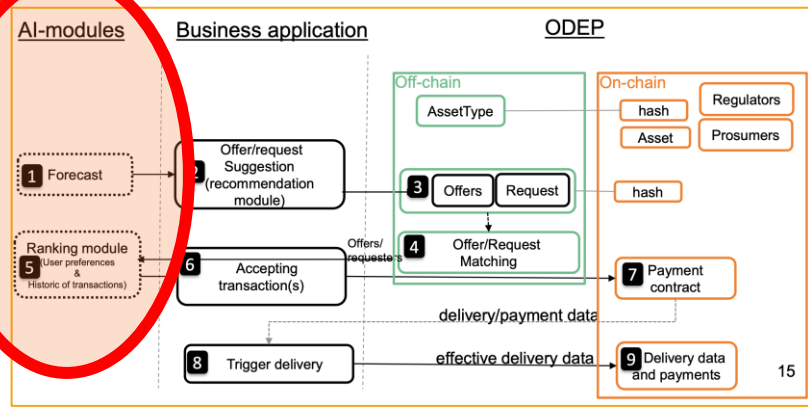 AI-modules
Business application
ODEP
Off-chain
On-chain
AssetType
hash
Regulators
Asset
Prosumers
1 Forecast
2 Offer/request
Suggestion
(recommendation
module)
3 Offers
Request
hash
4 Offer/Request
Matching
Offers/
requesters
5 Ranking module
(User preferences
&
Historic of transactions)
6 Accepting
transaction(s)
7 Payment
contract
delivery/payment data
8 Trigger delivery
effective delivery data
9 Delivery data
and payments
15